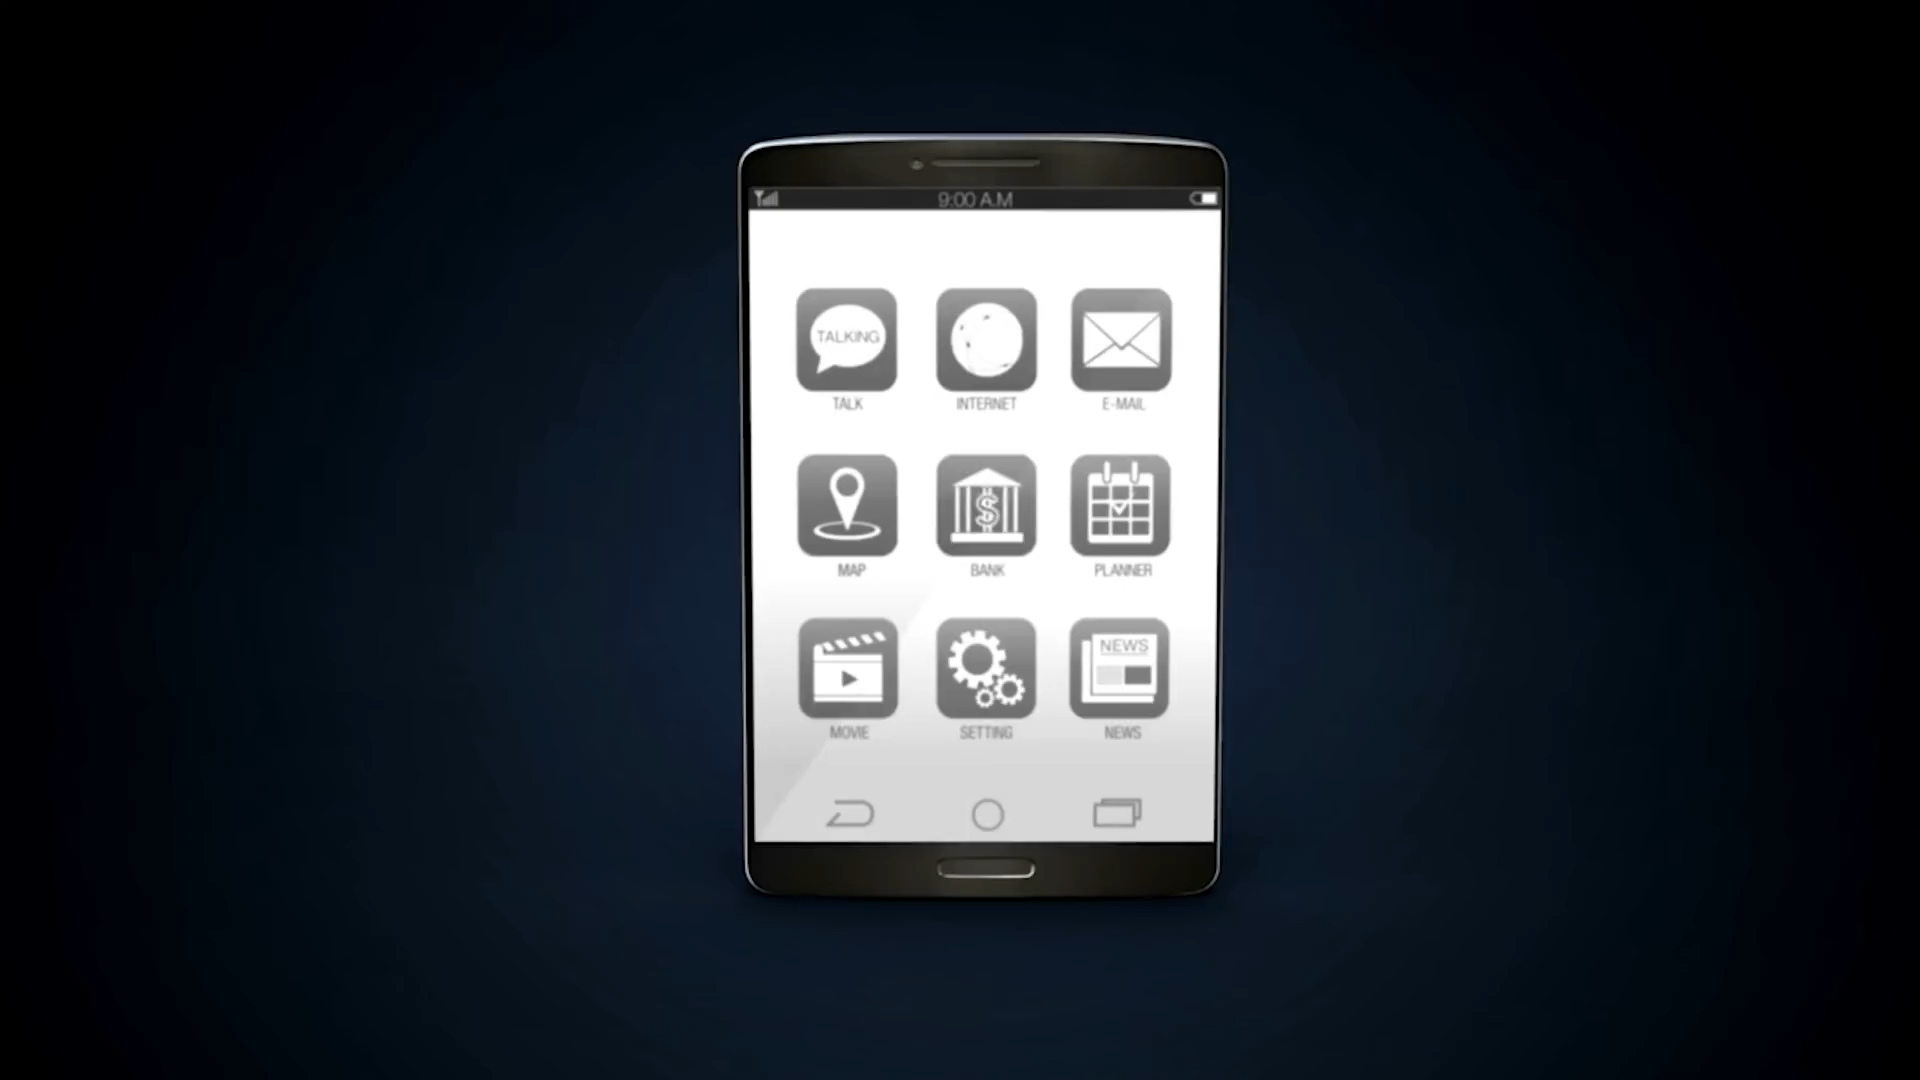 9:00 A.M
TALKING
TALK
INTERNET
E-MAIL
MAP
BANK
$
PLANNER
NEWS
MOVIE
SETTING
NEWS